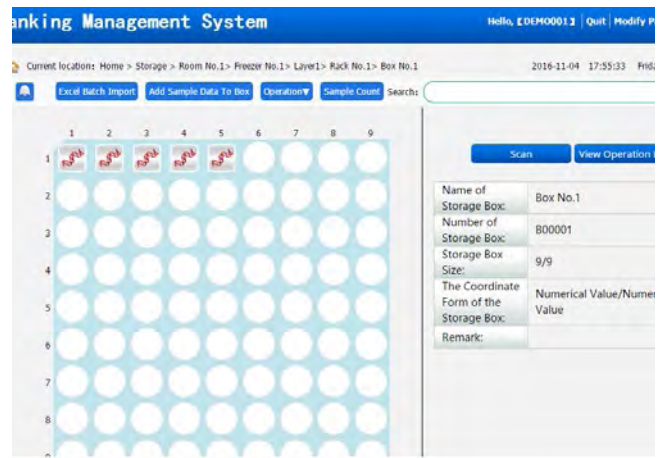 anking Management System
Hello, [DEMO001] Quit Modify P
Current location: Home > Storage > Room No.1> Freezer No.1> Layer1> Rack No.1> Box No.1
2016-11-04 17:55:33 Frid
Excel Batch Import Add Sample Data To Box Operation▼ Sample Count Search:
1 2 3 4 5 6 7 8 9
Scan View Operation
1
2
3
4
5
6
7
8
Name of
Storage Box: Box No.1
Number of
Storage Box: B00001
Storage Box
Size: 9/9
The Coordinate
Form of the
Storage Box: Numerical Value/Numer
Value
Remark: